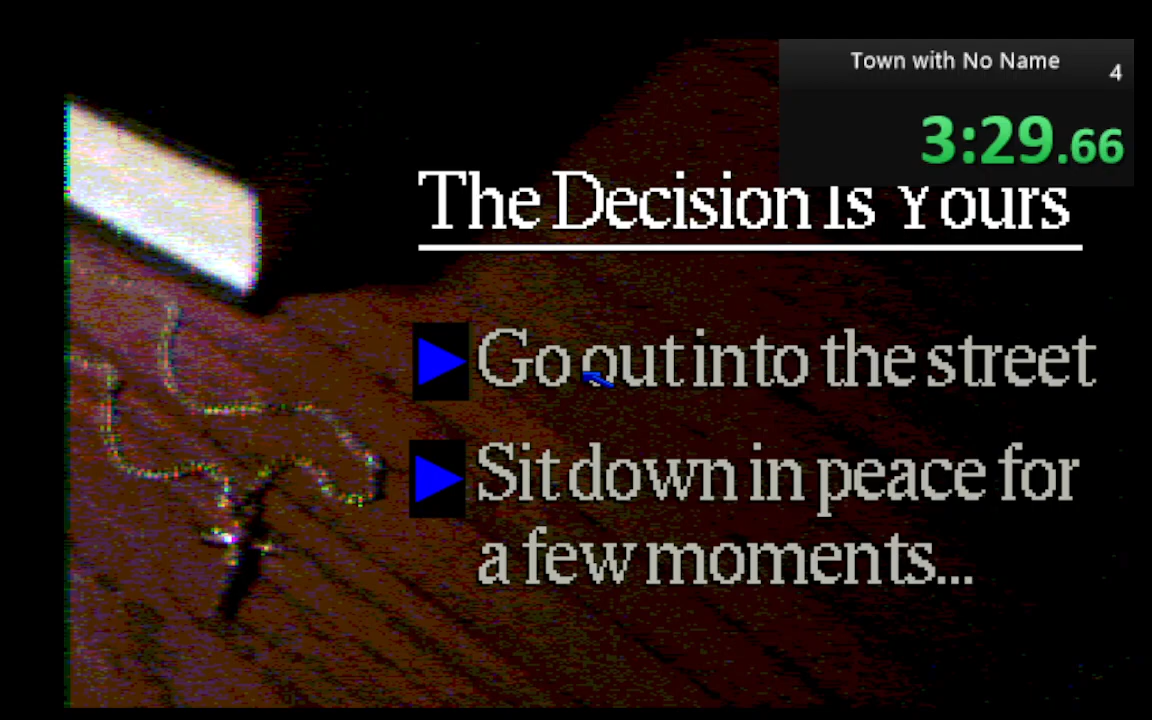 Town with No Name
4
3:29.66
The Decision Is Yours
Go out into the street
Sit down in peace for
a few moments...